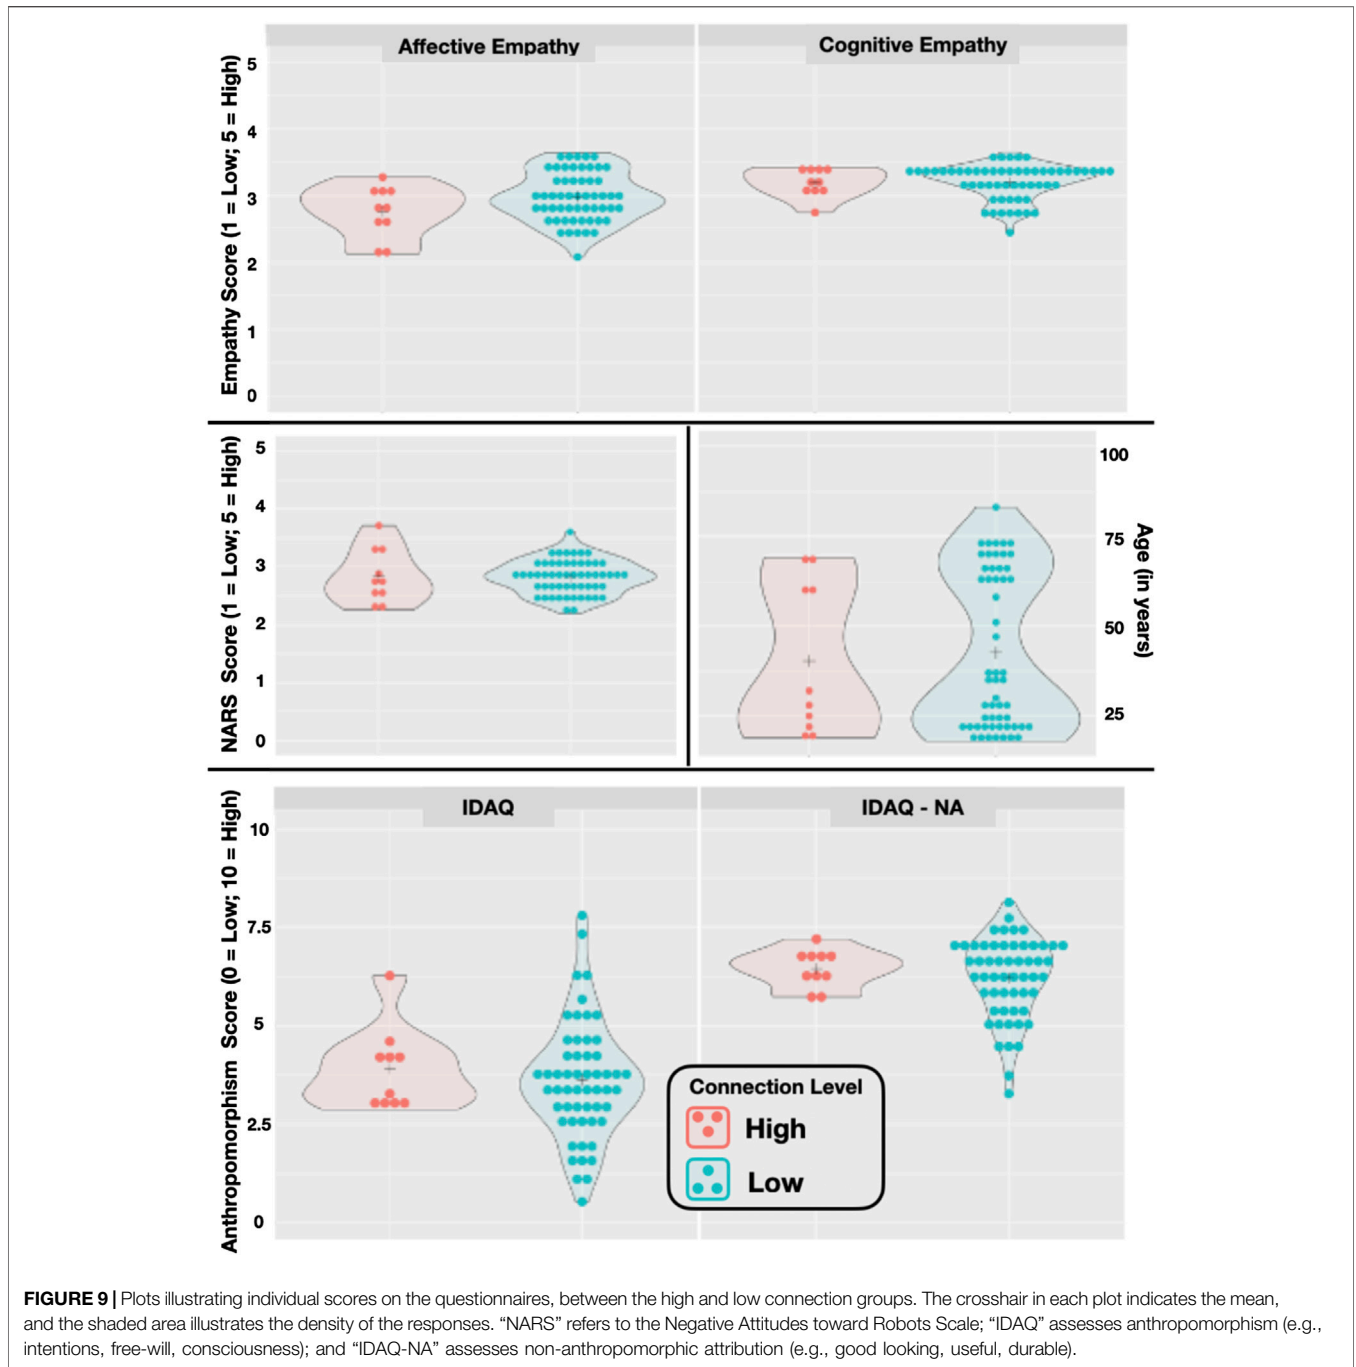 Affective Empathy
Cognitive Empathy
Empathy Score (1 = Low; 5 = High)
5
4
3
2
1
0
NARS Score (1 = Low; 5 = High)
5
4
3
2
1
0
100
75
50
25
Age (in years)
IDAQ
IDAQ - NA
Anthropomorphism Score (0 = Low; 10 = High)
10
7.5
5
2.5
0
Connection Level
High
Low
FIGURE 9 | Plots illustrating individual scores on the questionnaires, between the high and low connection groups. The crosshair in each plot indicates the mean,
and the shaded area illustrates the density of the responses. “NARS” refers to the Negative Attitudes toward Robots Scale; “IDAQ” assesses anthropomorphism (e.g.,
intentions, free-will, consciousness); and “IDAQ-NA” assesses non-anthropomorphic attribution (e.g., good looking, useful, durable).